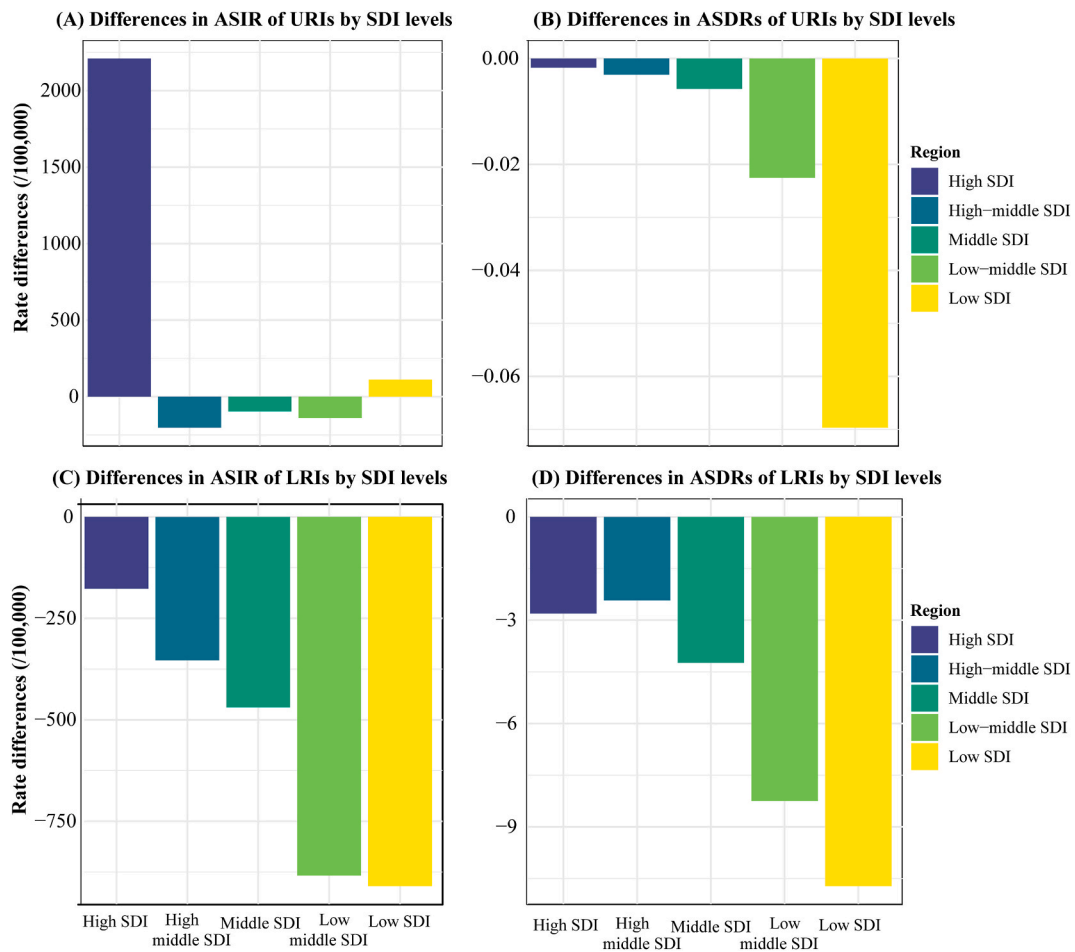 (A) Differences in ASIR of URIs by SDI levels
Rate differences (/100,000)
2000
1500
1000
500
0
(B) Differences in ASDRs of URIs by SDI levels
0.00
−0.02
−0.04
−0.06
Region
High SDI
High−middle SDI
Middle SDI
Low−middle SDI
Low SDI
(C) Differences in ASIR of LRIs by SDI levels
Rate differences (/100,000)
0
−250
−500
−750
High SDI
High
middle SDI
Middle SDI
Low
middle SDI
Low SDI
(D) Differences in ASDRs of LRIs by SDI levels
0
−3
−6
−9
High SDI
High
middle SDI
Middle SDI
Low
middle SDI
Low SDI
Region
High SDI
High−middle SDI
Middle SDI
Low−middle SDI
Low SDI